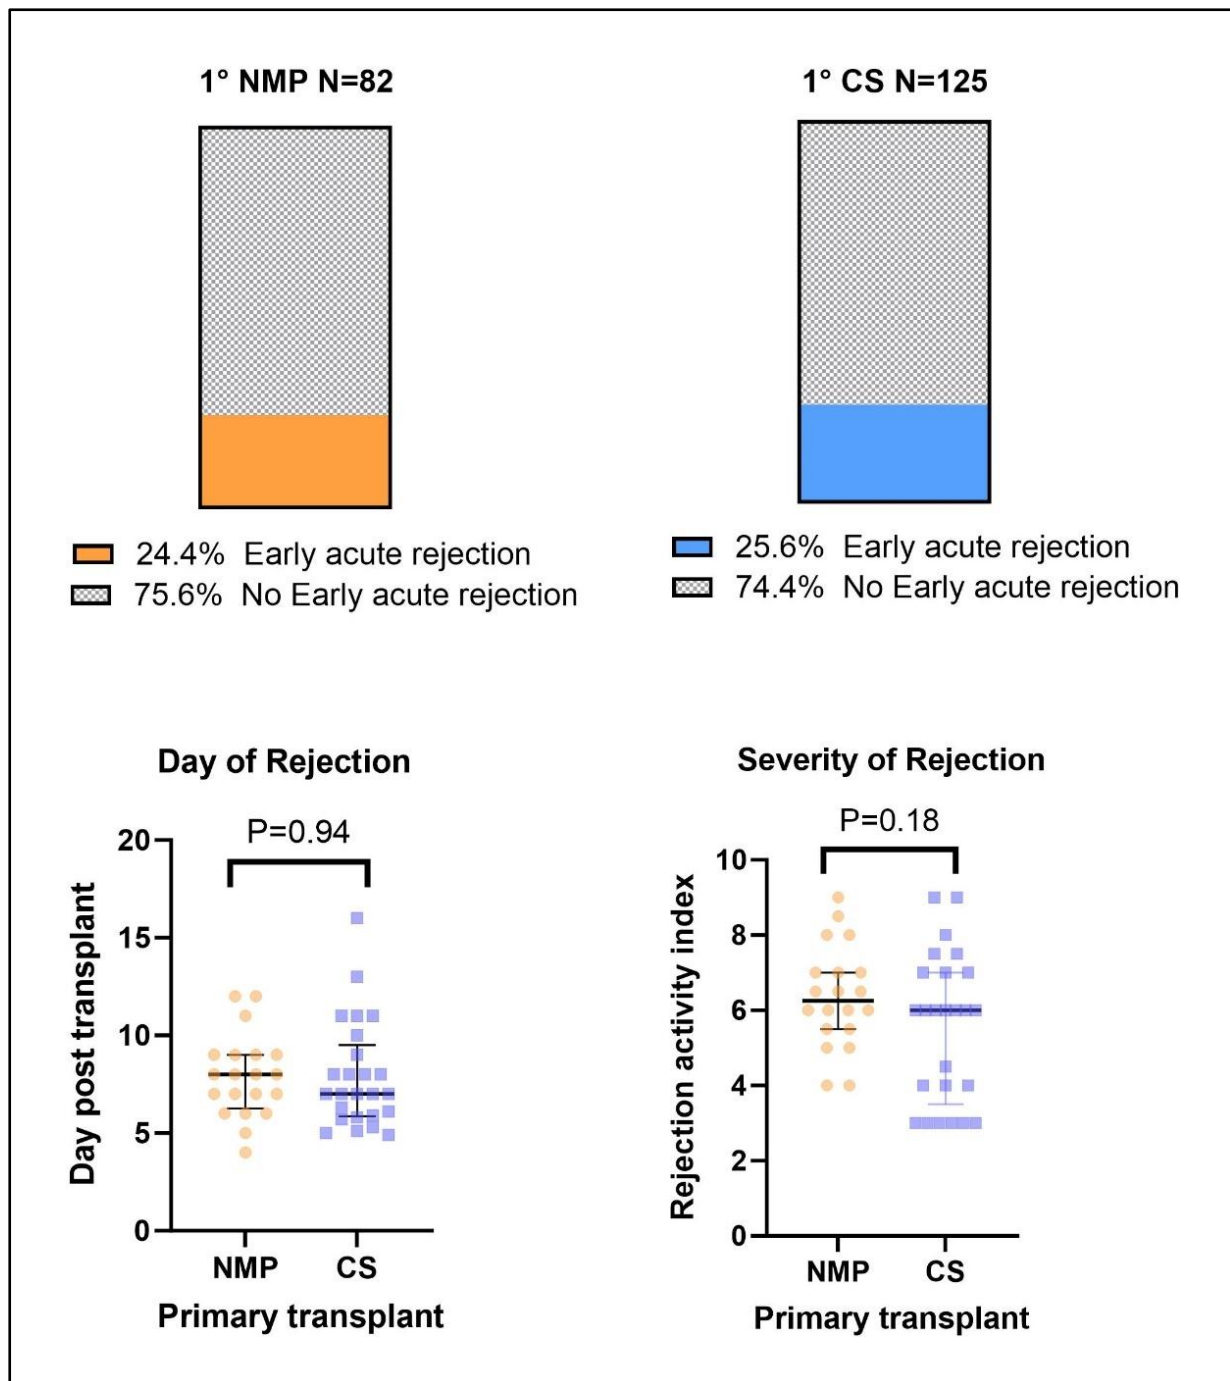 1° NMP N=82
1° CS N=125
24.4% Early acute rejection
75.6% No Early acute rejection
25.6% Early acute rejection
74.4% No Early acute rejection
Day of Rejection
P=0.94
Day post transplant
20
15
10
5
0
NMP CS
Primary transplant
Severity of Rejection
P=0.18
Rejection activity index
10
8
6
4
2
0
NMP CS
Primary transplant